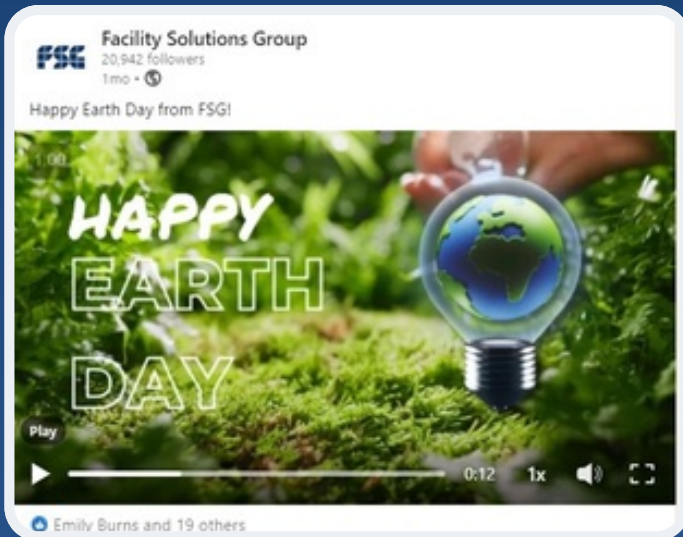 FSG
Facility Solutions Group
20,942 followers
1mo •
Happy Earth Day from FSG!
1:00
HAPPY
EARTH
DAY
Play
0:12 1x
Emily Burns and 19 others